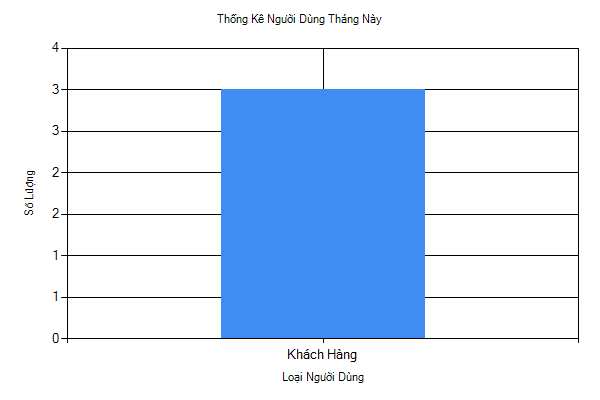 Thống Kê Người Dùng Tháng Này
4
3
3
2
2
1
1
0
Số Lượng
Khách Hàng
Loại Người Dùng